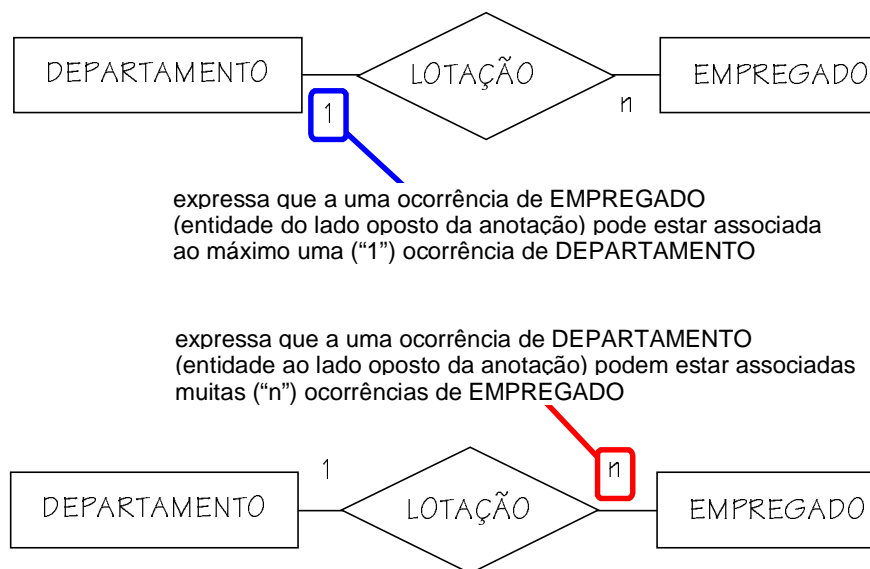 DEPARTAMENTO LOTAÇÃO EMPREGADO
1 n
expressa que a uma ocorrência de EMPREGADO
(entidade do lado oposto da anotação) pode estar associada
ao máximo uma (“1”) ocorrência de DEPARTAMENTO
expressa que a uma ocorrência de DEPARTAMENTO
(entidade ao lado oposto da anotação) podem estar associadas
muitas (“n”) ocorrências de EMPREGADO
1 n
DEPARTAMENTO LOTAÇÃO EMPREGADO